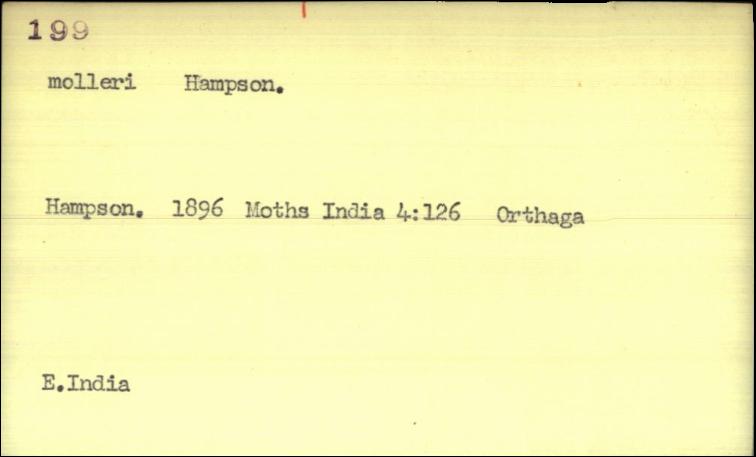 199
molleri Hampson.
Hampson. 1896 Moths India 4:126 Orthaga
E.India